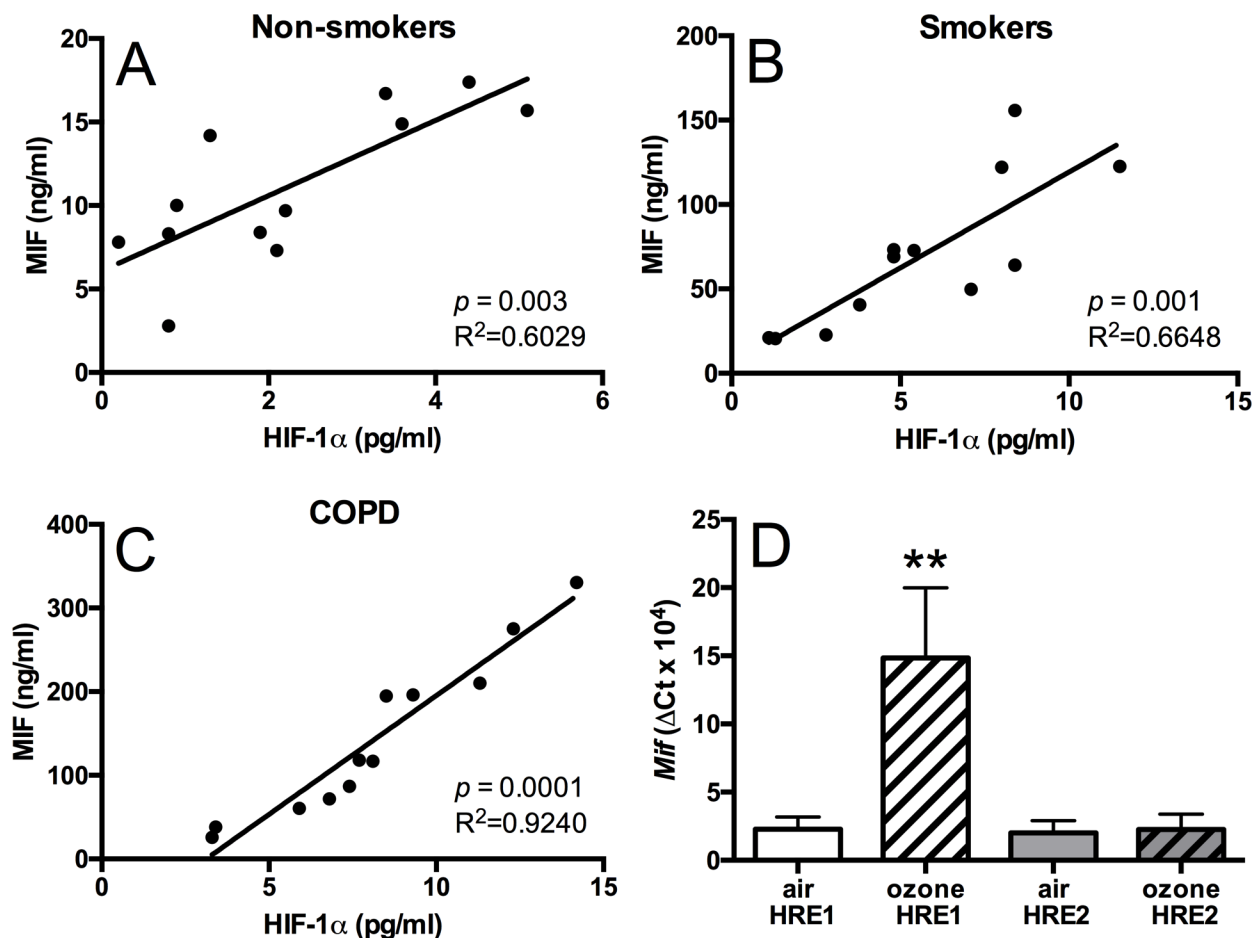 A
Non-smokers
20
15
10
5
0
MIF (ng/ml)
p = 0.003
R²=0.6029
0 2 4 6
HIF-1α (pg/ml)
B
Smokers
200
150
100
50
0
MIF (ng/ml)
p = 0.001
R²=0.6648
0 5 10 15
HIF-1α (pg/ml)
C
COPD
400
300
200
100
0
MIF (ng/ml)
p = 0.0001
R²=0.9240
0 5 10 15
HIF-1α (pg/ml)
D
25
20
15
10
5
0
Mif (ΔCt x 10⁴)
**
air ozone air ozone
HRE1 HRE1 HRE2 HRE2